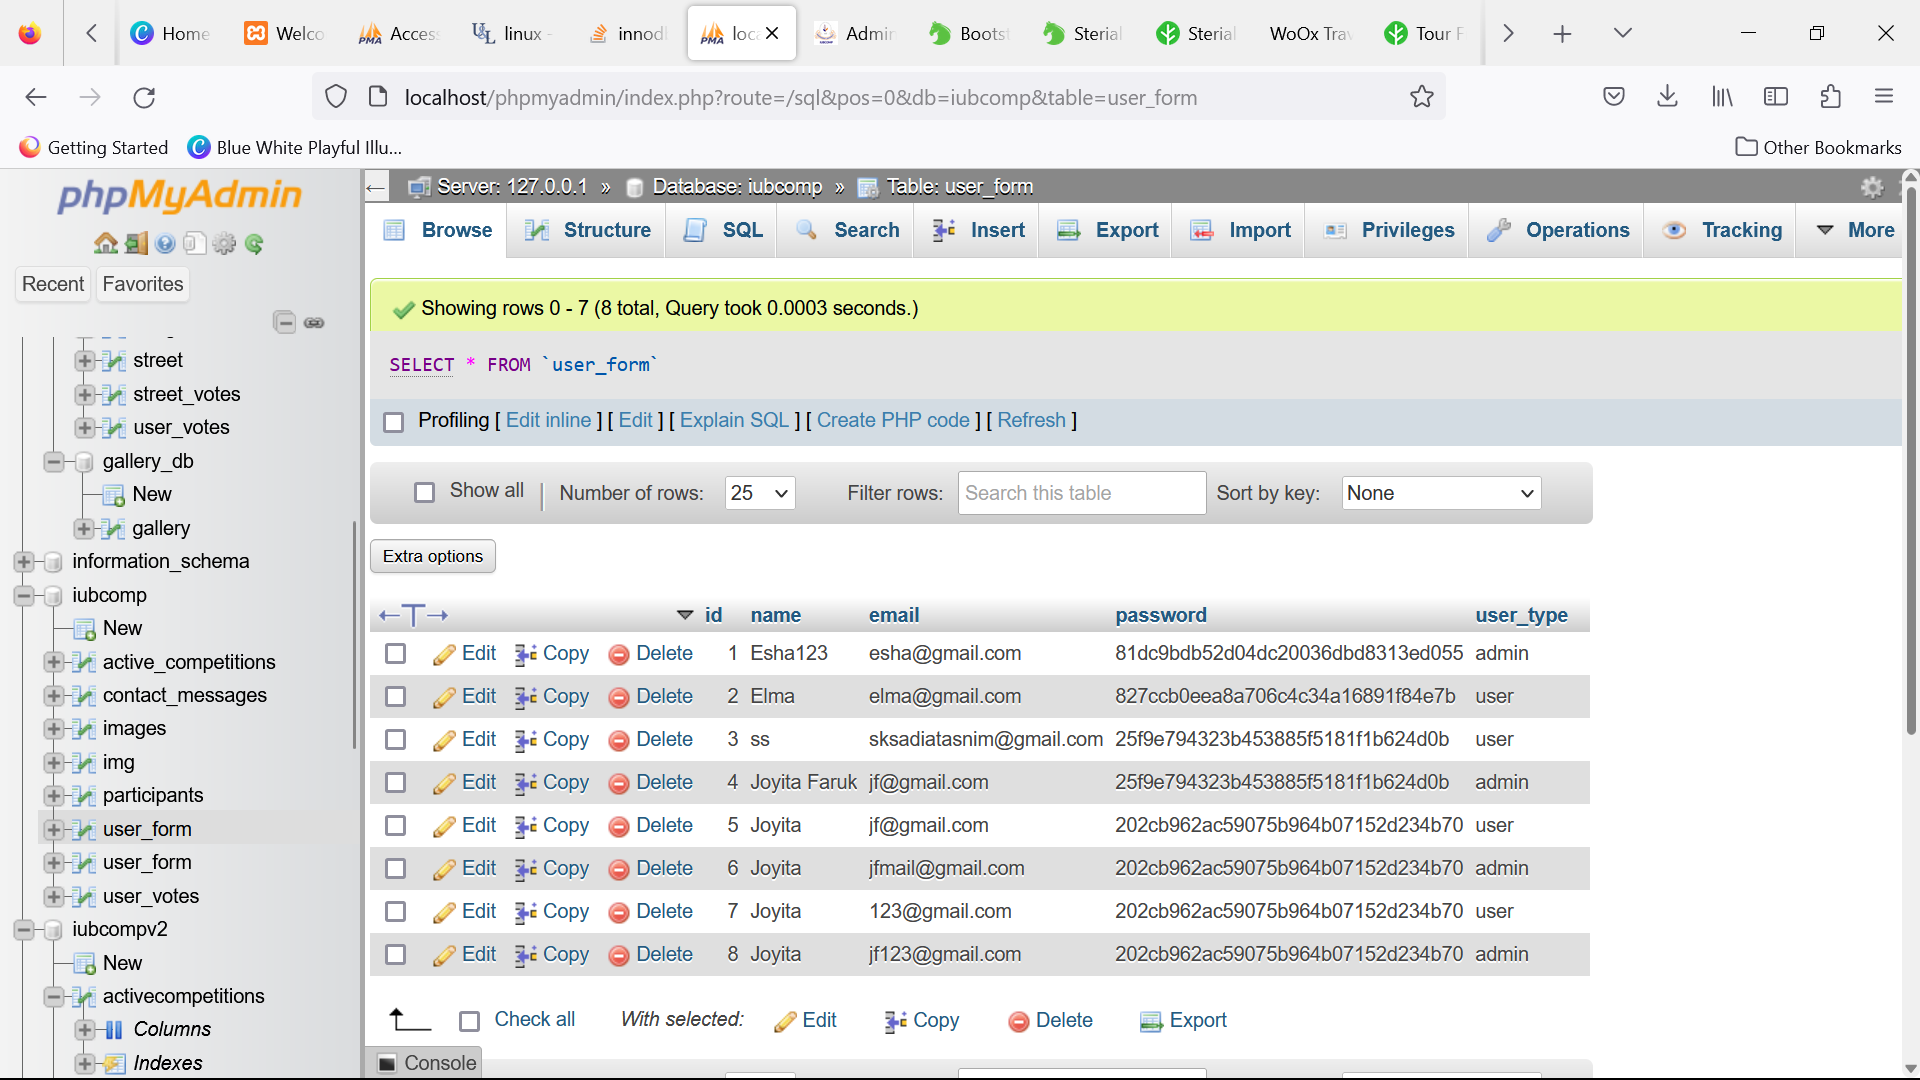 Home
Welco
Acces
linux -
innod
loca
Admin
Boots
Sterial
Sterial
WoOx Tra
Tour F
localhost/phpmyadmin/index.php?route=/sql&pos=0&db=iubcomp&table=user_form
Getting Started
Blue White Playful Illu...
Other Bookmarks
phpMyAdmin
Recent
Favorites
street
street_votes
user_votes
gallery_db
New
gallery
information_schema
iubcomp
New
active_competitions
contact_messages
images
img
participants
user_form
user_form
user_votes
iubcompv2
New
activecompetitions
Columns
Indexes
Server: 127.0.0.1 » Database: iubcomp » Table: user_form
Browse Structure SQL Search Insert Export Import Privileges Operations Tracking More
Showing rows 0 - 7 (8 total, Query took 0.0003 seconds.)
SELECT * FROM `user_form`
Profiling [ Edit inline ] [ Edit ] [ Explain SQL ] [ Create PHP code ] [ Refresh ]
Show all | Number of rows: 25 Filter rows: Search this table Sort by key: None
Extra options
id name email password user_type
Edit Copy Delete 1 Esha123 esha@gmail.com 81dc9bdb52d04dc20036dbd8313ed055 admin
Edit Copy Delete 2 Elma elma@gmail.com 827ccb0eea8a706c4c34a16891f84e7b user
Edit Copy Delete 3 ss sksadiatasnim@gmail.com 25f9e794323b453885f5181f1b624d0b user
Edit Copy Delete 4 Joyita Faruk jf@gmail.com 25f9e794323b453885f5181f1b624d0b admin
Edit Copy Delete 5 Joyita jf@gmail.com 202cb962ac59075b964b07152d234b70 user
Edit Copy Delete 6 Joyita jfmail@gmail.com 202cb962ac59075b964b07152d234b70 admin
Edit Copy Delete 7 Joyita 123@gmail.com 202cb962ac59075b964b07152d234b70 user
Edit Copy Delete 8 Joyita jf123@gmail.com 202cb962ac59075b964b07152d234b70 admin
Check all With selected: Edit Copy Delete Export
Console